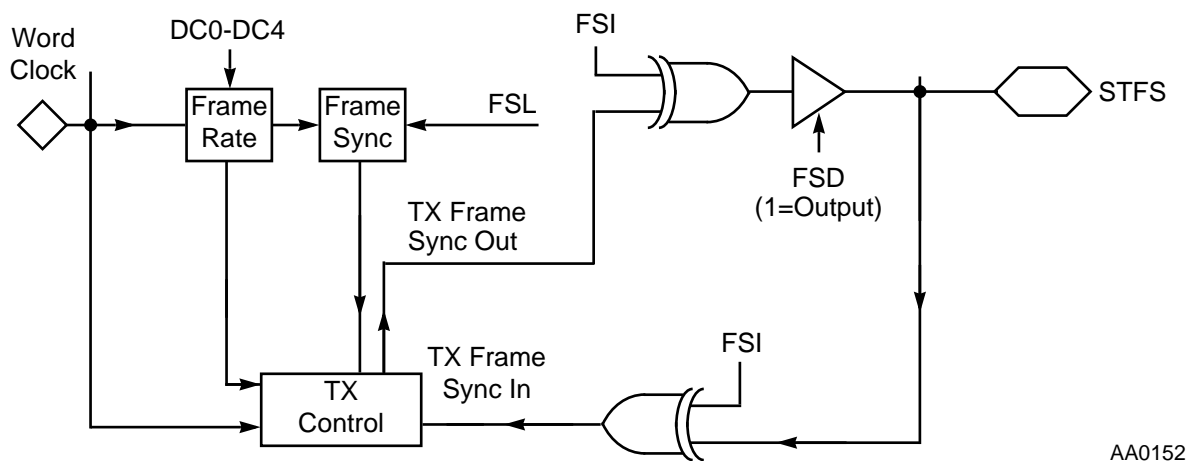 Word
Clock
DC0-DC4
Frame
Rate
Frame
Sync
FSL
FSI
STFS
FSD
(1=Output)
TX Frame
Sync Out
TX Frame
Sync In
FSI
TX
Control
AA0152